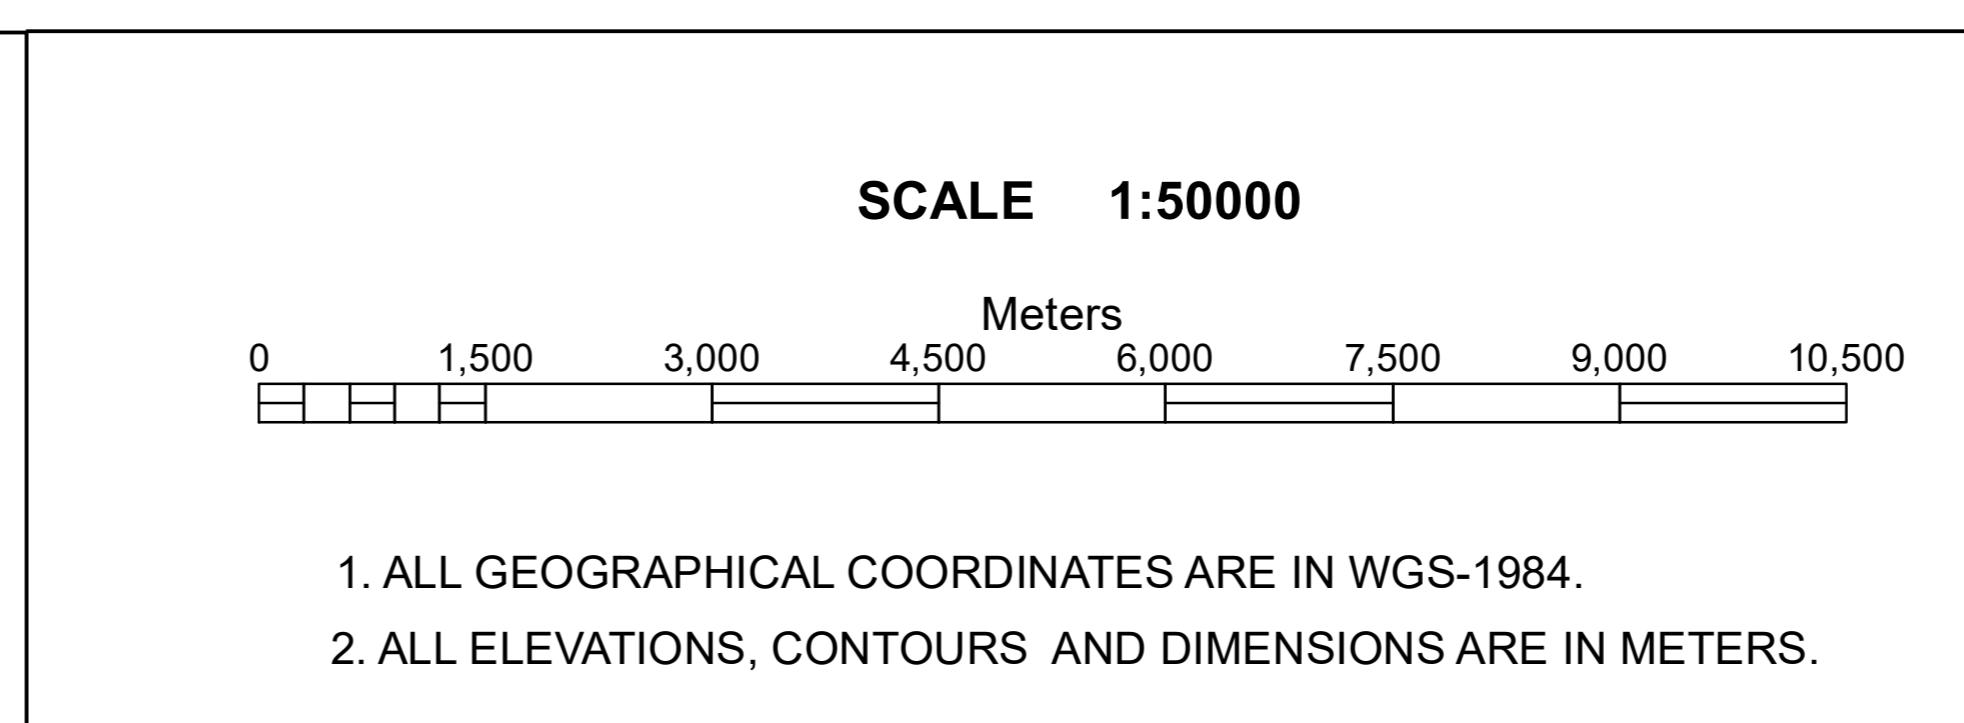 SCALE 1:50000
Meters
0 1,500 3,000 4,500 6,000 7,500 9,000 10,500
1. ALL GEOGRAPHICAL COORDINATES ARE IN WGS-1984.
2. ALL ELEVATIONS, CONTOURS AND DIMENSIONS ARE IN METERS.